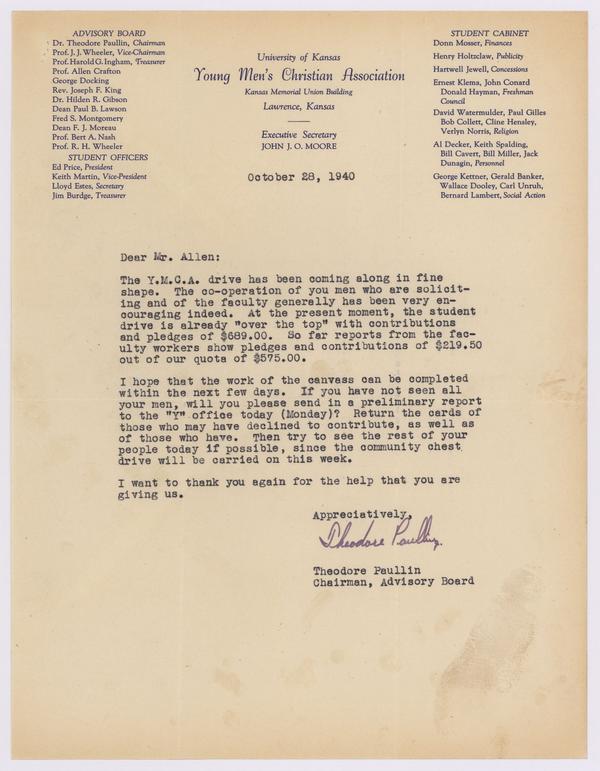 ADVISORY BOARD
Dr. Theodore Paullin, Chairman
Prof. J. J. Wheeler, Vice-Chairman
Prof. Harold G. Ingham, Treasurer
Prof. Allen Crafton
George Docking
Rev. Joseph F. King
Dr. Hilden R. Gibson
Dean Paul B. Lawson
Fred S. Montgomery
Dean F. J. Moreau
Prof. Bert A. Nash
Prof. R. H. Wheeler
STUDENT OFFICERS
Ed Price, President
Keith Martin, Vice-President
Lloyd Estes, Secretary
Jim Burdge, Treasurer
University of Kansas
Young Men's Christian Association
Kansas Memorial Union Building
Lawrence, Kansas
Executive Secretary
JOHN J. O. MOORE
October 28, 1940
STUDENT CABINET
Donn Mosser, Finances
Henry Holtzclaw, Publicity
Hartwell Jewell, Concessions
Ernest Klema, John Conard
Donald Hayman, Freshman
Council
David Watermulder, Paul Gilles
Bob Collett, Cline Hensley,
Verlyn Norris, Religion
Al Decker, Keith Spalding,
Bill Cavert, Bill Miller, Jack
Dunagin, Personnel
George Kettner, Gerald Banker,
Wallace Dooley, Carl Unruh,
Bernard Lambert, Social Action
Dear Mr. Allen:
The Y.M.C.A. drive has been coming along in fine
shape. The co-operation of you men who are solicit-
ing and of the faculty generally has been very en-
couraging indeed. At the present moment, the student
drive is already "over the top" with contributions
and pledges of $689.00. So far reports from the fac-
ulty workers show pledges and contributions of $219.50
out of our quota of $575.00.
I hope that the work of the canvass can be completed
within the next few days. If you have not seen all
your men, will you please send in a preliminary report
to the "Y" office today (Monday)? Return the cards of
those who may have declined to contribute, as well as
of those who have. Then try to see the rest of your
people today if possible, since the community chest
drive will be carried on this week.
I want to thank you again for the help that you are
giving us.
Appreciatively,
Theodore Paullin
Theodore Paullin
Chairman, Advisory Board